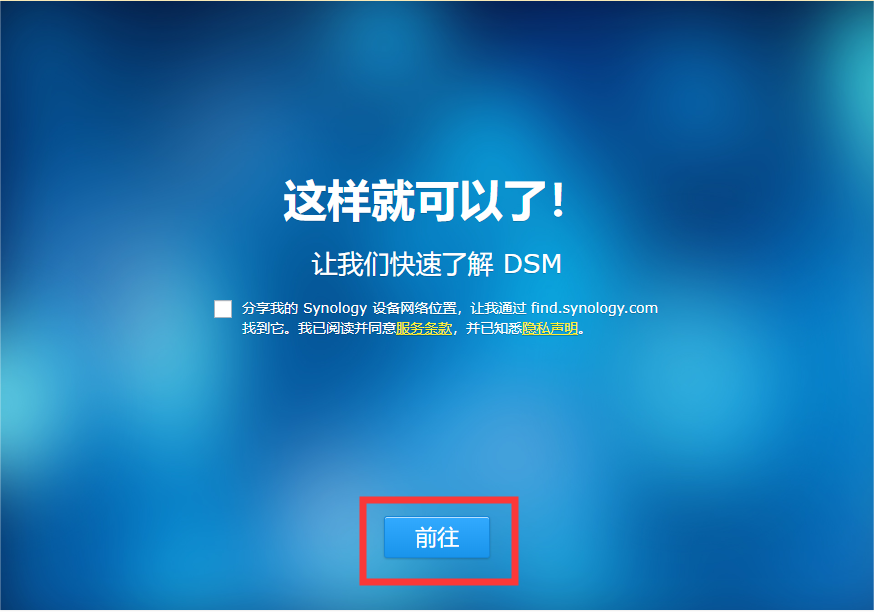 这样就可以了!
让我们快速了解 DSM
分享我的 Synology 设备网络位置，让我通过 find.synology.com
找到它。我已阅读并同意服务条款，并已知悉隐私声明。
前往